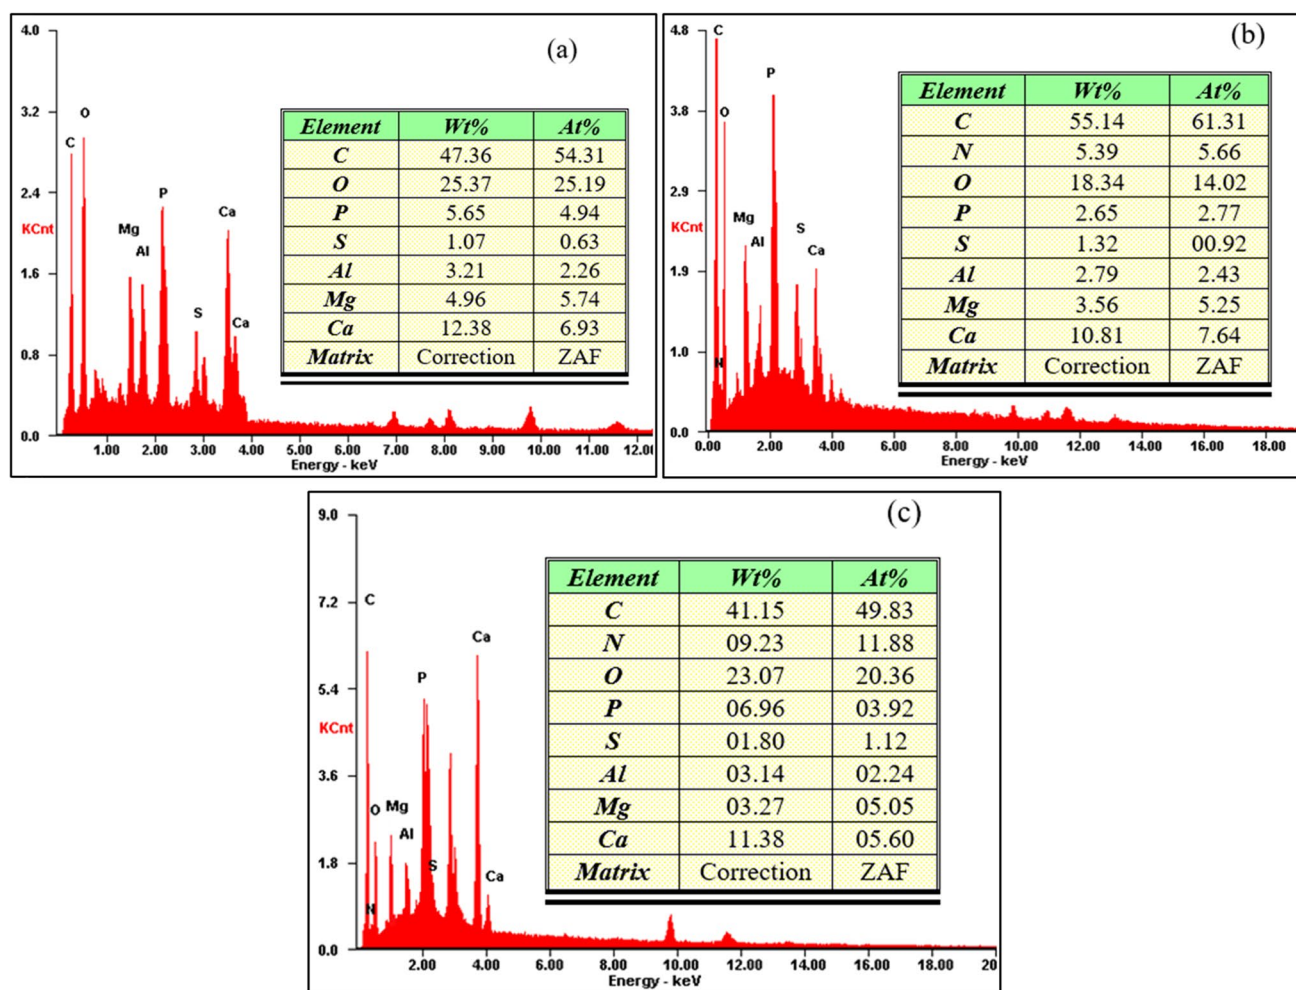 (a)
4.0
3.2
2.4
KCnt
1.6
0.8
0.0
C
O
Mg
Al
P
S
Ca
Ca
Element Wt% At%
C 47.36 54.31
O 25.37 25.19
P 5.65 4.94
S 1.07 0.63
Al 3.21 2.26
Mg 4.96 5.74
Ca 12.38 6.93
Matrix Correction ZAF
1.00 2.00 3.00 4.00 5.00 6.00 7.00 8.00 9.00 10.00 11.00 12.00
Energy - keV
(b)
4.8
3.8
2.9
KCnt
1.9
1.0
0.0
C
O
N
Mg
Al
P
S
Ca
Element Wt% At%
C 55.14 61.31
N 5.39 5.66
O 18.34 14.02
P 2.65 2.77
S 1.32 00.92
Al 2.79 2.43
Mg 3.56 5.25
Ca 10.81 7.64
Matrix Correction ZAF
0.00 2.00 4.00 6.00 8.00 10.00 12.00 14.00 16.00 18.00
Energy - keV
(c)
9.0
7.2
5.4
KCnt
3.6
1.8
0.0
C
N
O
Mg
Al
P
S
Ca
Ca
Element Wt% At%
C 41.15 49.83
N 09.23 11.88
O 23.07 20.36
P 06.96 03.92
S 01.80 1.12
Al 03.14 02.24
Mg 03.27 05.05
Ca 11.38 05.60
Matrix Correction ZAF
2.00 4.00 6.00 8.00 10.00 12.00 14.00 16.00 18.00 20
Energy - keV